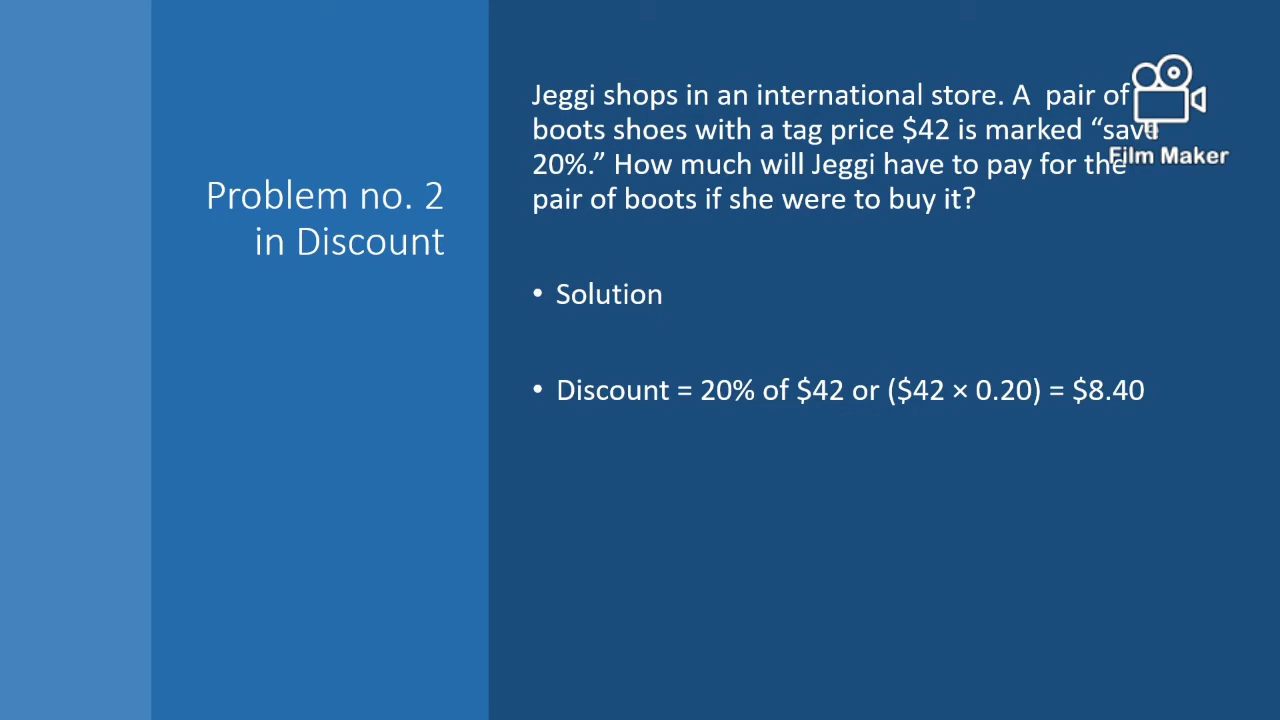 Problem no. 2
in Discount
Jeggi shops in an international store. A  pair of
boots shoes with a tag price $42 is marked “save
20%.” How much will Jeggi have to pay for the
pair of boots if she were to buy it?
• Solution
• Discount = 20% of $42 or ($42 × 0.20) = $8.40
Film Maker